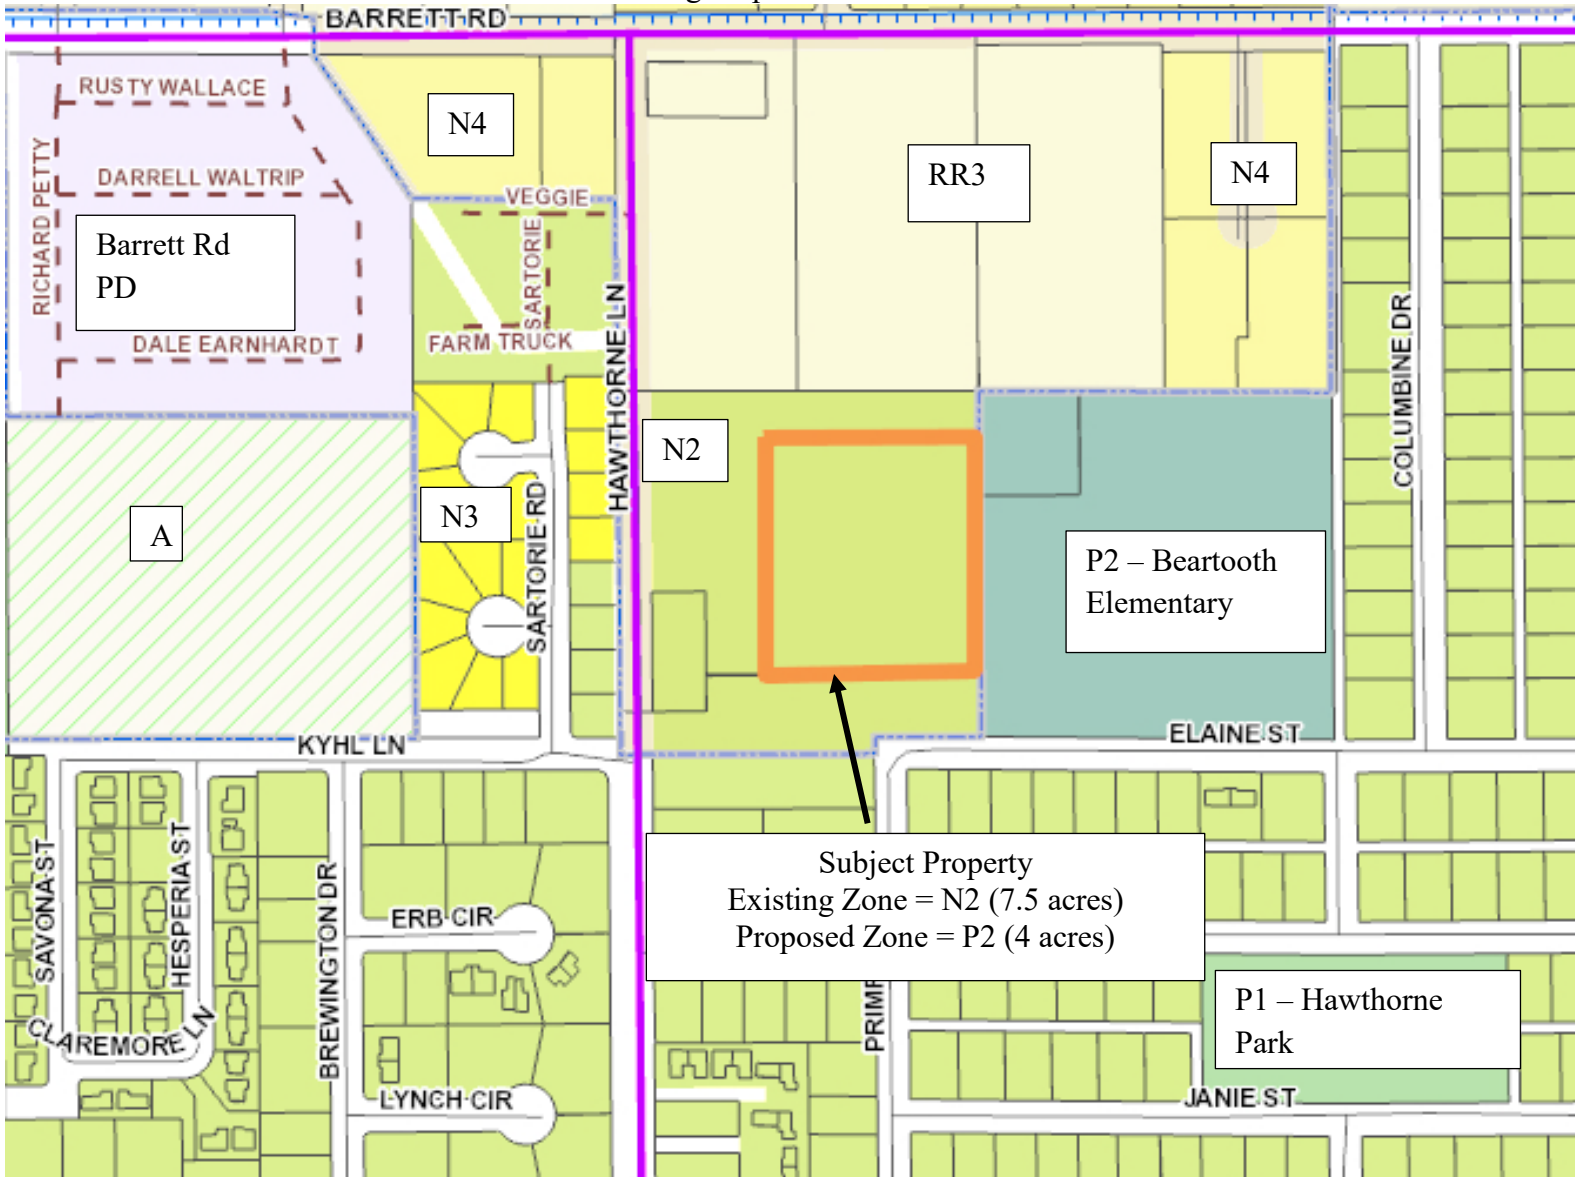 BARRETT RD
RUSTY WALLACE
N4
RICHARD PETTY
DARRELL WALTRIP
RR3
N4
VEGGIE
Barrett Rd
PD
SARTORIE
DALE EARNHARDT
FARM TRUCK
HAWTHORNE LN
COLUMBINE DR
N2
A
N3
SARTORIE RD
P2 – Beartooth
Elementary
KYHL LN
ELAINE ST
SAVONA ST
HESPERIA ST
BREWINGTON DR
ERB CIR
Subject Property
Existing Zone = N2 (7.5 acres)
Proposed Zone = P2 (4 acres)
P1 – Hawthorne
Park
CLAREMORE LN
LYNCH CIR
JANIE ST